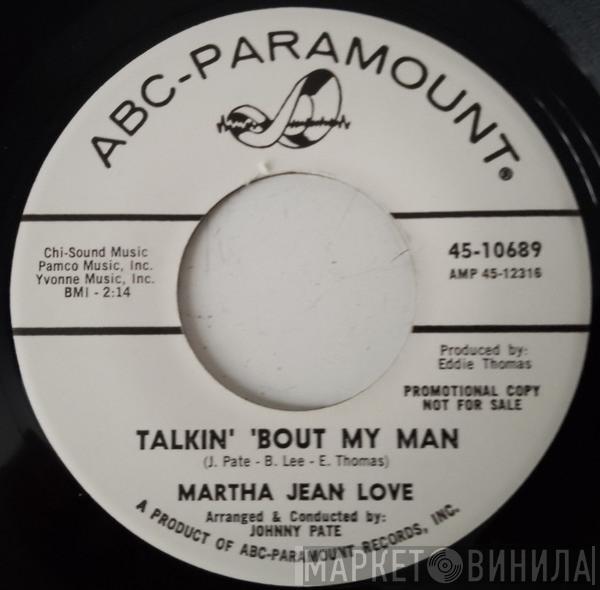 ABC-PARAMOUNT®
Chi-Sound Music
Pamco Music, Inc.
Yvonne Music, Inc.
BMI - 2:14
45-10689
AMP 45-12316
Produced by:
Eddie Thomas
PROMOTIONAL COPY
NOT FOR SALE
TALKIN' 'BOUT MY MAN
(J. Pate - B. Lee - E. Thomas)
MARTHA JEAN LOVE
Arranged & Conducted by:
JOHNNY PATE
A PRODUCT OF ABC-PARAMOUNT RECORDS, INC.
МАРКЕТ ВИНИЛА